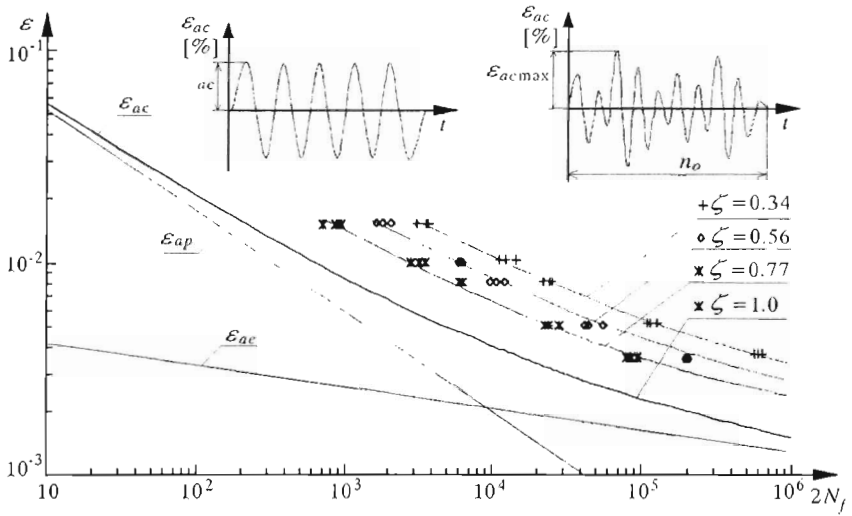 ε
10⁻¹
10⁻²
10⁻³
ε_ac
[%]
ac
t
ε_ac
[%]
ε_acmax
t
n_o
ε_ac
ε_ap
ε_ae
+ ζ = 0.34
ζ = 0.56
ζ = 0.77
ζ = 1.0
10 10² 10³ 10⁴ 10⁵ 10⁶ 2N_f